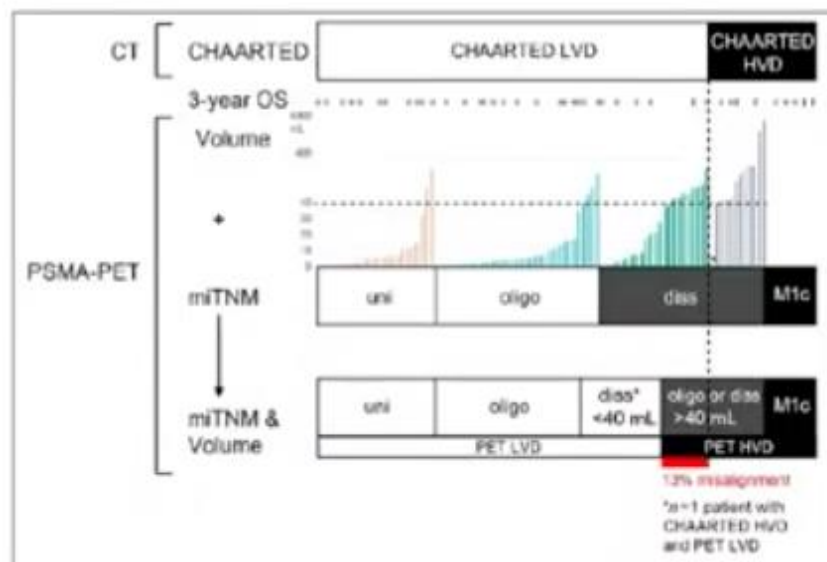 CT
CHAARTED
CHAARTED LVD
CHAARTED HVD
3-year OS
PSMA-PET
Volume
+
miTNM
uni
oligo
diss
M1c
miTNM & Volume
uni
oligo
diss*
<40 mL
oligo or diss
>40 mL
M1c
PET LVD
PET HVD
13% misalignment
*n=1 patient with
CHAARTED HVD
and PET LVD